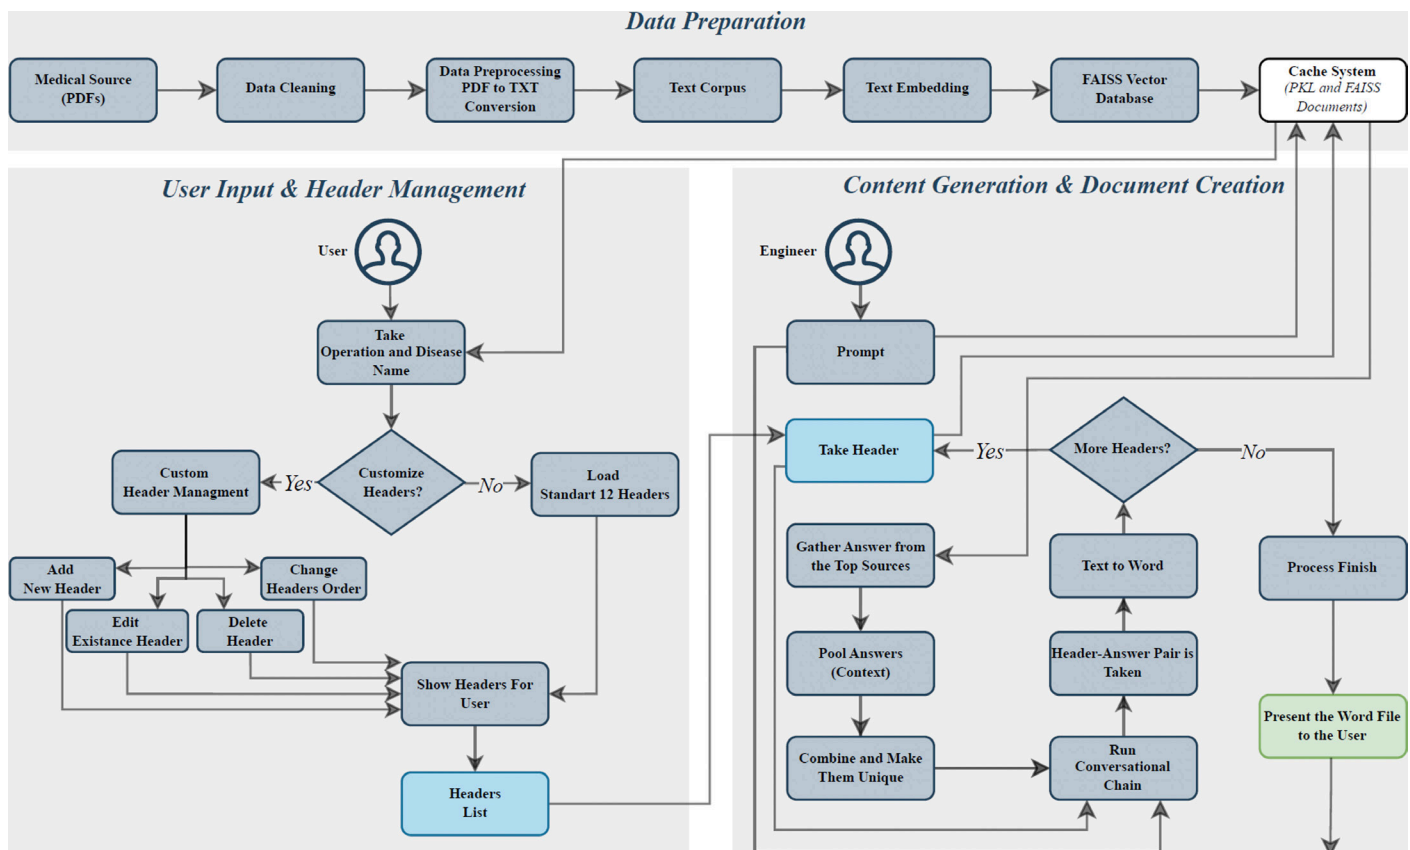 Data Preparation
Medical Source
(PDFs)
Data Cleaning
Data Preprocessing
PDF to TXT
Conversion
Text Corpus
Text Embedding
FAISS Vector
Database
Cache System
(PKL and FAISS
Documents)
User Input & Header Management
User
Take
Operation and Disease
Name
Customize
Headers?
Yes
No
Custom
Header Managment
Load
Standart 12 Headers
Add
New Header
Change
Headers Order
Edit
Existance Header
Delete
Header
Show Headers For
User
Headers
List
Content Generation & Document Creation
Engineer
Prompt
Take Header
Yes
More Headers?
No
Gather Answer from
the Top Sources
Text to Word
Process Finish
Pool Answers
(Context)
Header-Answer Pair is
Taken
Present the Word File
to the User
Combine and Make
Them Unique
Run
Conversational
Chain